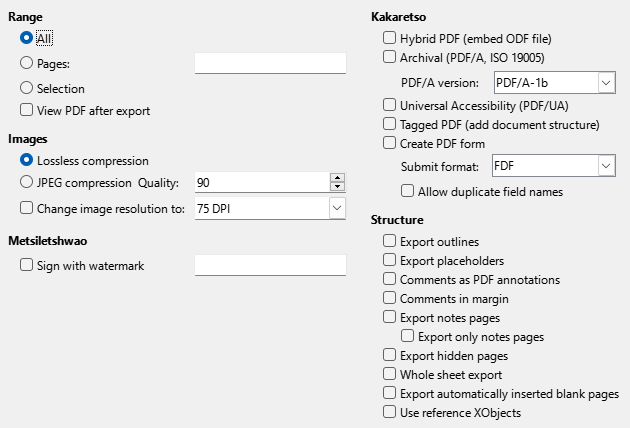 Range
All
Pages:
Selection
View PDF after export
Images
Lossless compression
JPEG compression Quality: 90
Change image resolution to: 75 DPI
Metsiletshwao
Sign with watermark
Kakaretso
Hybrid PDF (embed ODF file)
Archival (PDF/A, ISO 19005)
PDF/A version: PDF/A-1b
Universal Accessibility (PDF/UA)
Tagged PDF (add document structure)
Create PDF form
Submit format: FDF
Allow duplicate field names
Structure
Export outlines
Export placeholders
Comments as PDF annotations
Comments in margin
Export notes pages
Export only notes pages
Export hidden pages
Whole sheet export
Export automatically inserted blank pages
Use reference XObjects